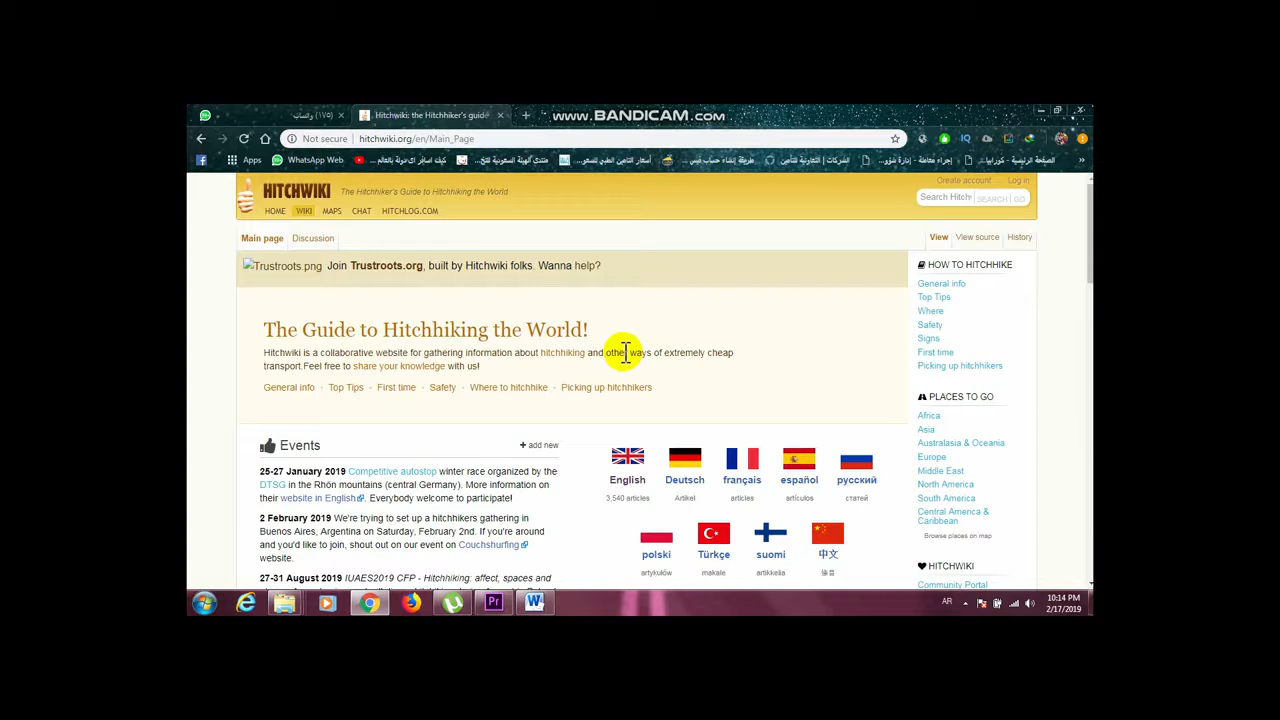 www.BANDICAM.com
(١٧٥) واتساب
Hitchwiki: the Hitchhiker's guide
Not secure
hitchwiki.org/en/Main_Page
Apps
WhatsApp Web
HITCHWIKI
The Hitchhiker's Guide to Hitchhiking the World
Create account
Log in
SEARCH
GO
HOME
WIKI
MAPS
CHAT
HITCHLOG.COM
Main page
Discussion
View
View source
History
Trustroots.png Join Trustroots.org, built by Hitchwiki folks. Wanna help?
The Guide to Hitchhiking the World!
Hitchwiki is a collaborative website for gathering information about hitchhiking and other ways of extremely cheap
transport.Feel free to share your knowledge with us!
General info · Top Tips · First time · Safety · Where to hitchhike · Picking up hitchhikers
Events
add new
25-27 January 2019 Competitive autostop winter race organized by the
DTSG in the Rhön mountains (central Germany). More information on
their website in English. Everybody welcome to participate!
2 February 2019 We're trying to set up a hitchhikers gathering in
Buenos Aires, Argentina on Saturday, February 2nd. If you're around
and you'd like to join, shout out on our event on Couchshurfing
website.
27-31 August 2019 IUAES2019 CFP - Hitchhiking: affect, spaces and
English
Deutsch
français
español
русский
3,540 articles
Artikel
articles
artículos
статей
polski
Türkçe
suomi
中文
artykułów
makale
artikkelia
HOW TO HITCHHIKE
General info
Top Tips
Where
Safety
Signs
First time
Picking up hitchhikers
PLACES TO GO
Africa
Asia
Australasia & Oceania
Europe
Middle East
North America
South America
Central America &
Caribbean
Browse places on map
HITCHWIKI
Community Portal
AR
10:14 PM
2/17/2019